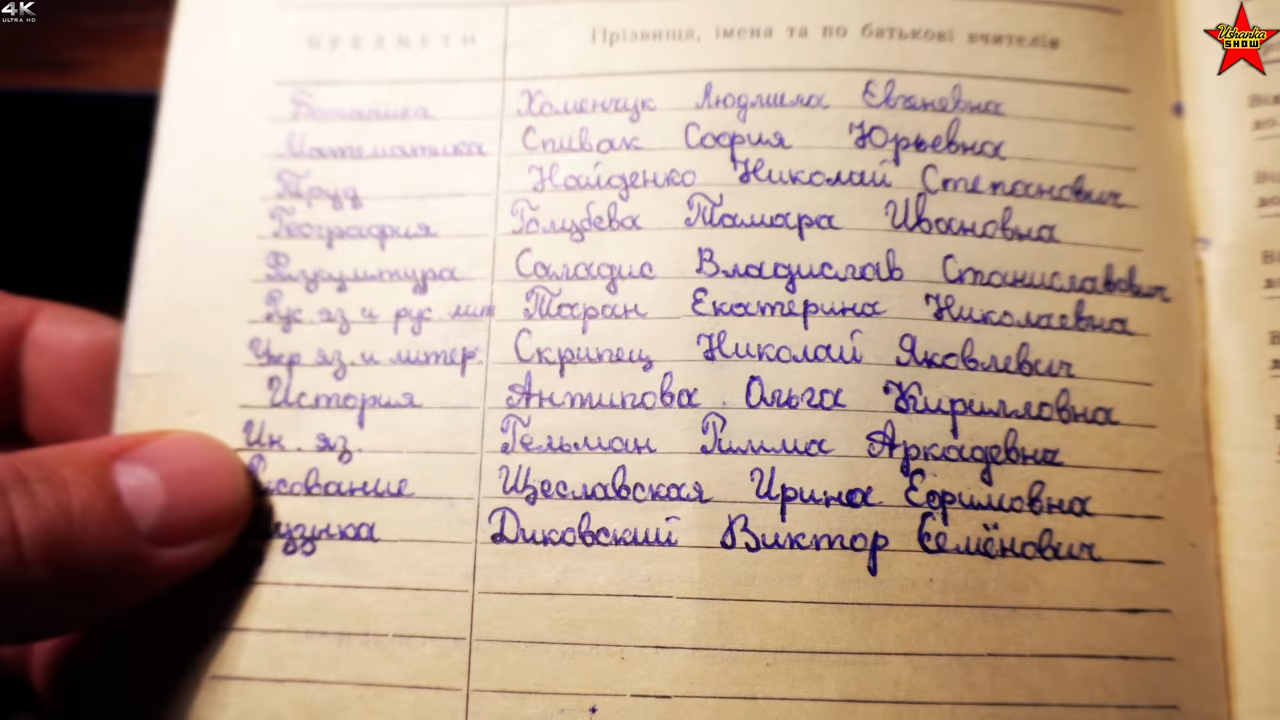 4K
ULTRA HD
Ushanka
SHOW
ПРЕДМЕТИ Прізвища, імена та по батькові вчителів
Ботаника Хоменчук Людмила Евгеневна
Математика Спивак София Юрьевна
Труд Найденко Николай Степанович
География Голубева Тамара Ивановна
Физкультура Саладис Владислав Станиславович
Рус. яз и рус лит Таран Екатерина Николаевна
Укр яз. и литер. Скрипец Николай Яковлевич
История Антипова Ольга Кирилловна
Ин. яз. Гельман Римма Аркадевна
Рисование Щеславская Ирина Ефимовна
Музыка Диковский Виктор Семёнович